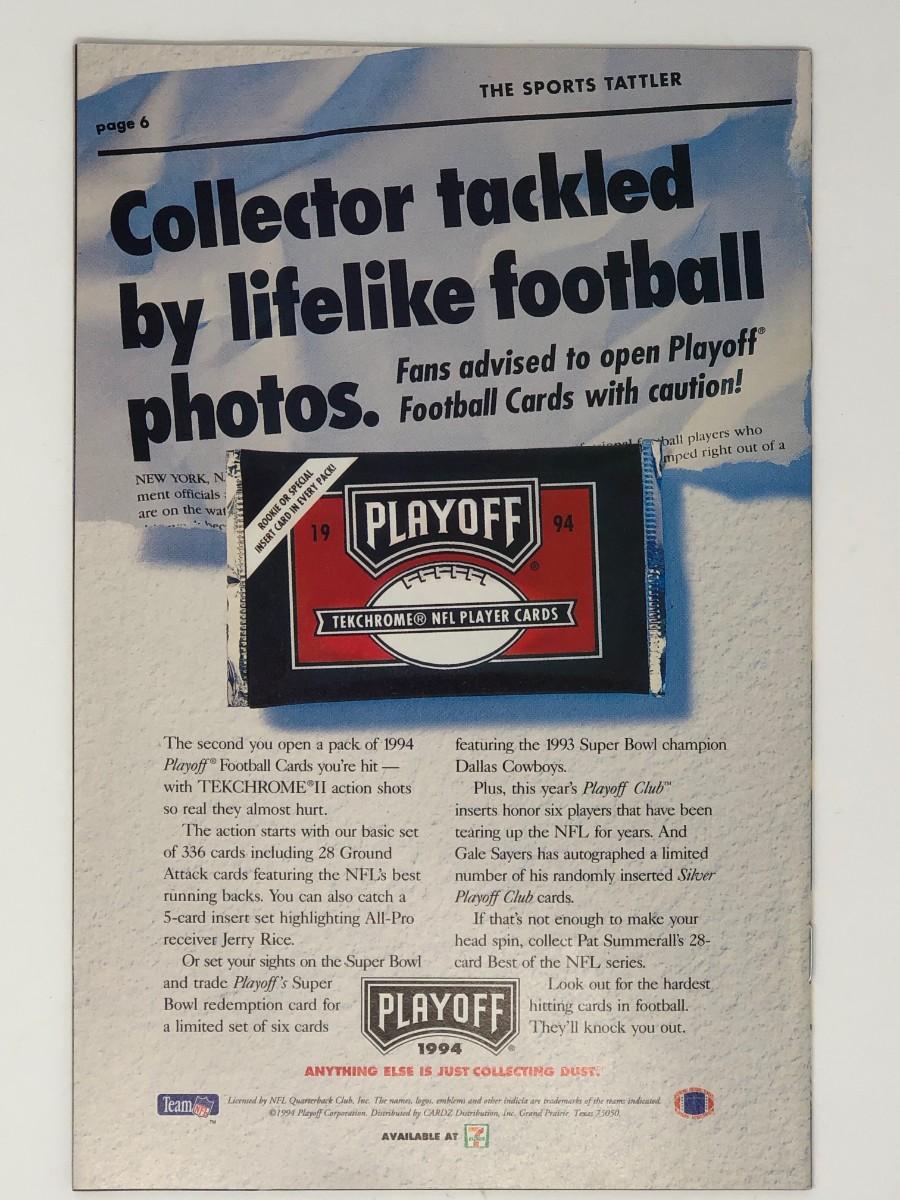 THE SPORTS TATTLER
page 6
Collector tackled
by lifelike football
photos.
Fans advised to open Playoff®
Football Cards with caution!
ball players who
mped right out of a
NEW YORK, N
ment officials
are on the wat
ROOKIE OR SPECIAL
INSERT CARD IN EVERY PACK!
19 PLAYOFF® 94
TEKCHROME® NFL PLAYER CARDS
The second you open a pack of 1994
Playoff® Football Cards you're hit —
with TEKCHROME®II action shots
so real they almost hurt.
The action starts with our basic set
of 336 cards including 28 Ground
Attack cards featuring the NFL's best
running backs. You can also catch a
5-card insert set highlighting All-Pro
receiver Jerry Rice.
Or set your sights on the Super Bowl
and trade Playoff's Super
Bowl redemption card for
a limited set of six cards
featuring the 1993 Super Bowl champion
Dallas Cowboys.
Plus, this year's Playoff Club™
inserts honor six players that have been
tearing up the NFL for years. And
Gale Sayers has autographed a limited
number of his randomly inserted Silver
Playoff Club cards.
If that's not enough to make your
head spin, collect Pat Summerall's 28-
card Best of the NFL series.
Look out for the hardest
hitting cards in football.
They'll knock you out.
PLAYOFF®
1994
ANYTHING ELSE IS JUST COLLECTING DUST.
Team NFL™
Licensed by NFL Quarterback Club, Inc. The names, logos, emblems and other indicia are trademarks of the teams indicated.
©1994 Playoff Corporation. Distributed by CARDZ Distribution, Inc. Grand Prairie, Texas 75050.
AVAILABLE AT 7 ELEVEN